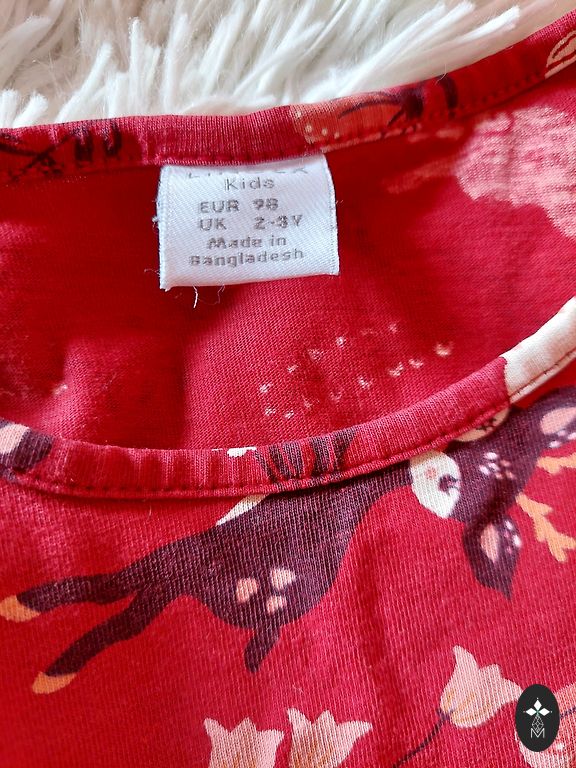 Kids
EUR 98
UK 2-3Y
Made in
Bangladesh